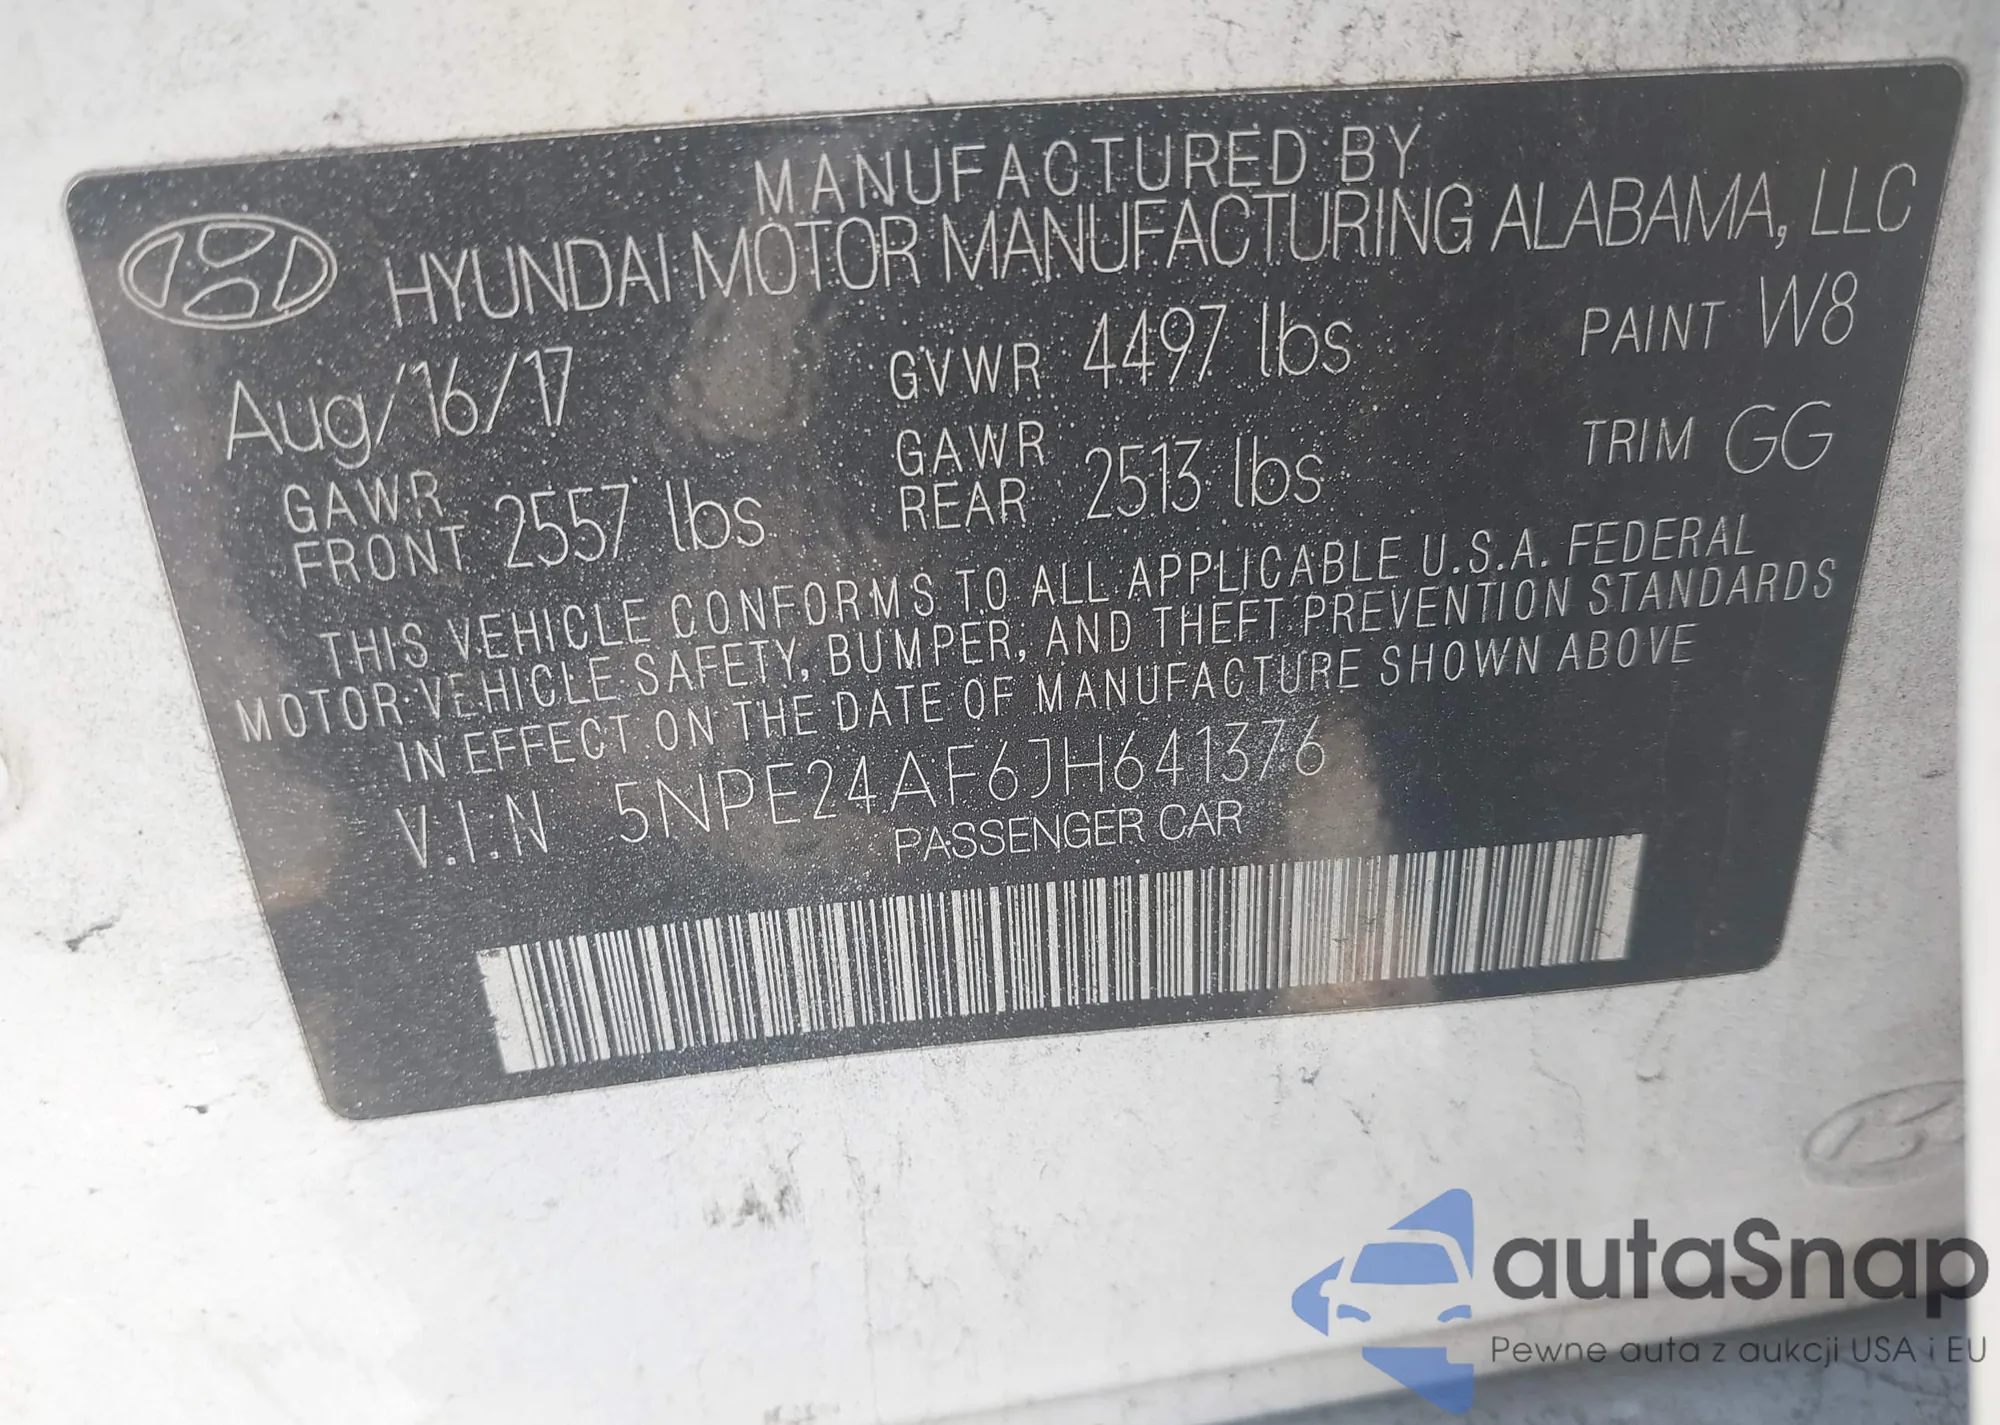 MANUFACTURED BY
HYUNDAI MOTOR MANUFACTURING ALABAMA, LLC
Aug/16/17 GVWR 4497 lbs PAINT W8
GAWR FRONT 2557 lbs GAWR REAR 2513 lbs TRIM GG
THIS VEHICLE CONFORMS TO ALL APPLICABLE U.S.A. FEDERAL
MOTOR VEHICLE SAFETY, BUMPER, AND THEFT PREVENTION STANDARDS
IN EFFECT ON THE DATE OF MANUFACTURE SHOWN ABOVE
V.I.N 5NPE24AF6JH641376
PASSENGER CAR
autaSnap
Pewne auta z aukcji USA i EU